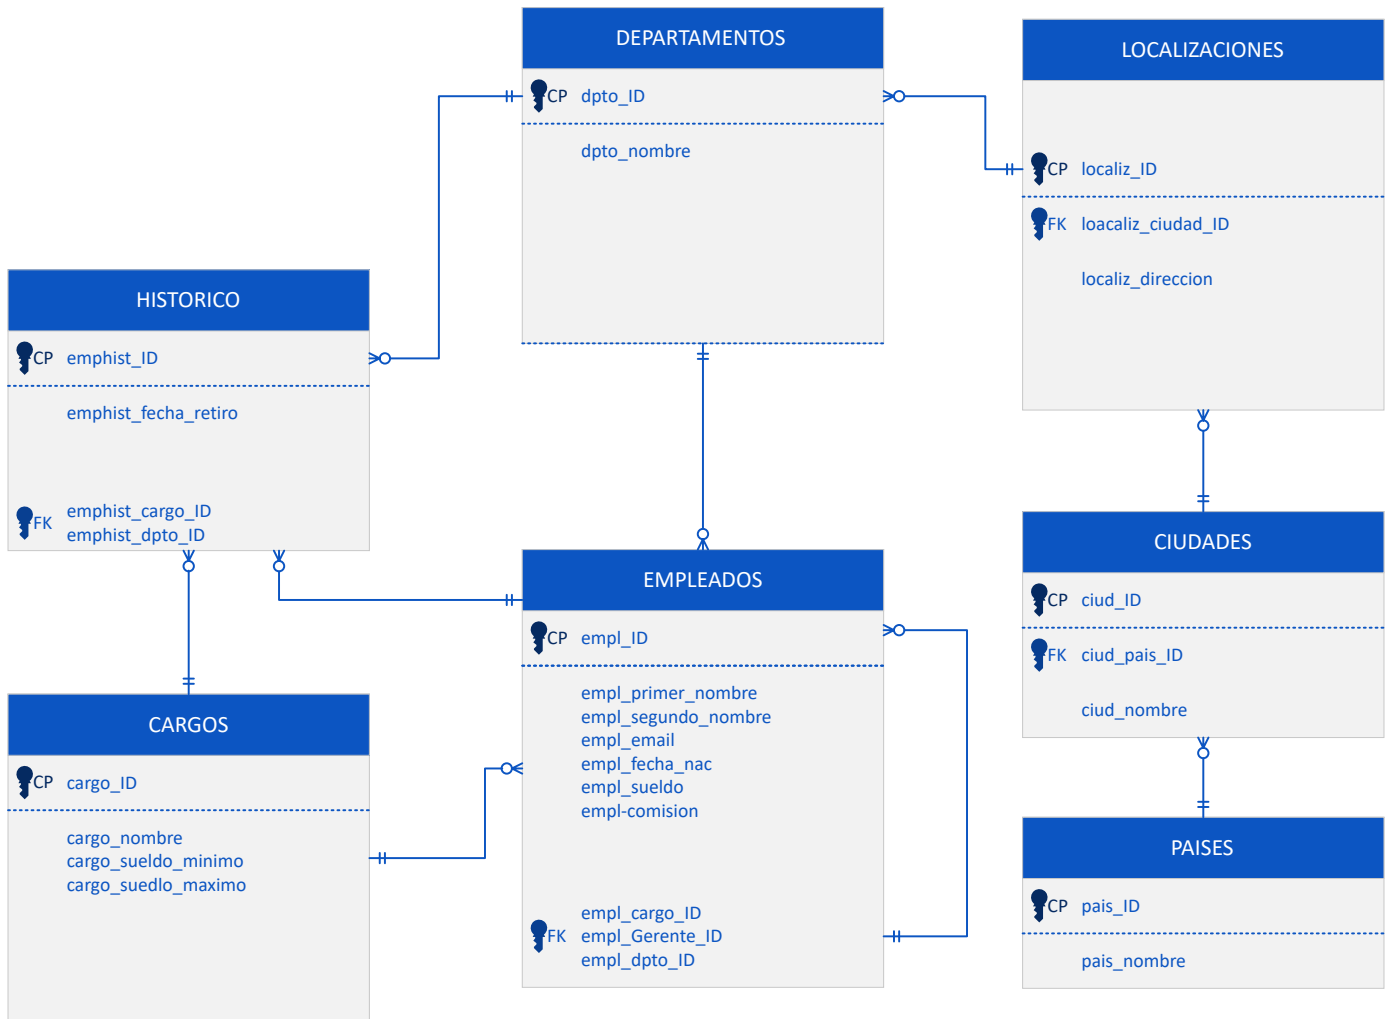 DEPARTAMENTOS
CP dpto_ID
dpto_nombre
LOCALIZACIONES
CP localiz_ID
FK loacaliz_ciudad_ID
localiz_direccion
HISTORICO
CP emphist_ID
emphist_fecha_retiro
emphist_cargo_ID
FK
emphist_dpto_ID
EMPLEADOS
CP empl_ID
empl_primer_nombre
empl_segundo_nombre
empl_email
empl_fecha_nac
empl_sueldo
empl-comision
empl_cargo_ID
FK empl_Gerente_ID
empl_dpto_ID
CIUDADES
CP ciud_ID
FK ciud_pais_ID
ciud_nombre
CARGOS
CP cargo_ID
cargo_nombre
cargo_sueldo_minimo
cargo_suedlo_maximo
PAISES
CP pais_ID
pais_nombre